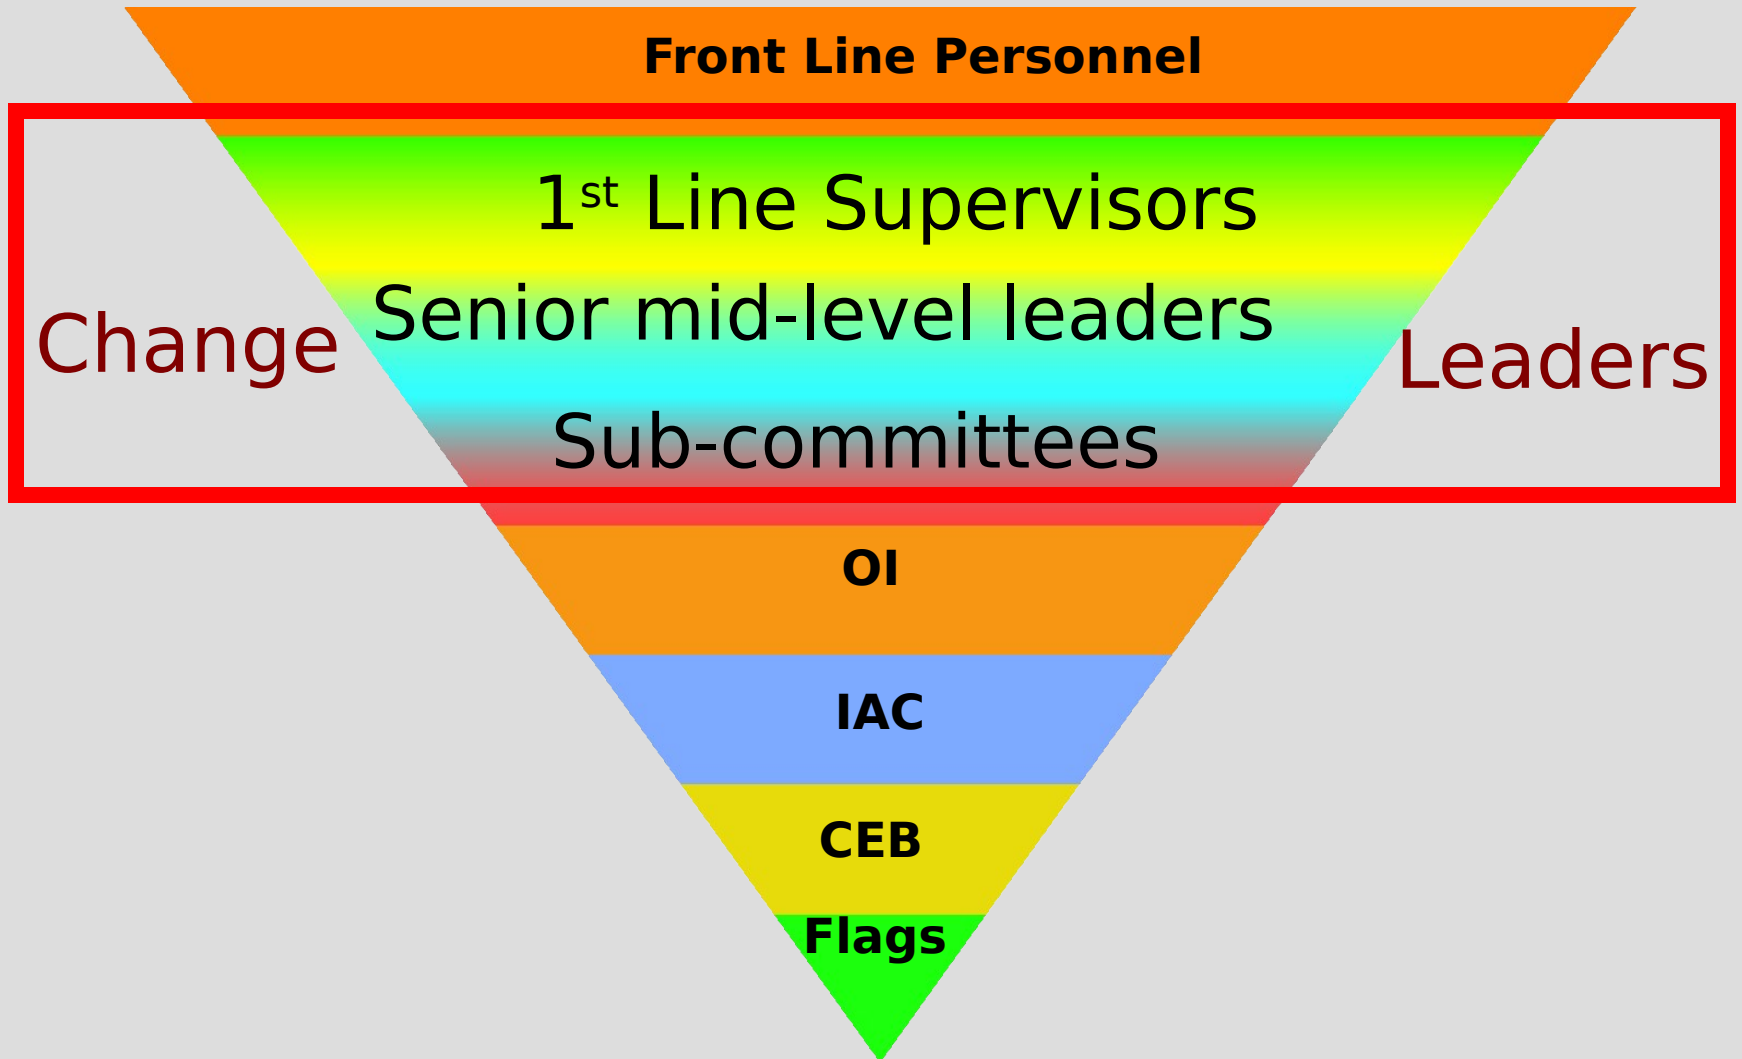 Front Line Personnel
1st Line Supervisors
Senior mid-level leaders
Change
Leaders
Sub-committees
OI
IAC
CEB
Flags